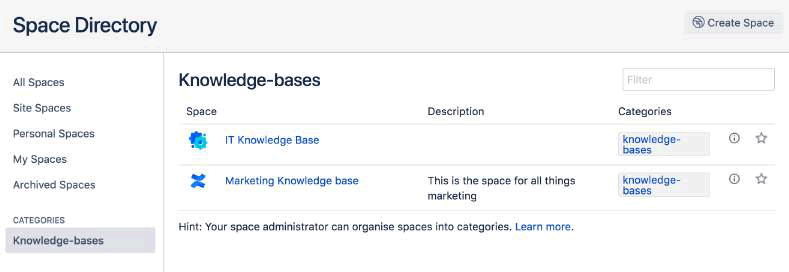 Space Directory
Create Space
All Spaces
Site Spaces
Personal Spaces
My Spaces
Archived Spaces
CATEGORIES
Knowledge-bases
Knowledge-bases
Filter
Space Description Categories
IT Knowledge Base knowledge-
bases
Marketing Knowledge base This is the space for all things knowledge-
marketing bases
Hint: Your space administrator can organise spaces into categories. Learn more.